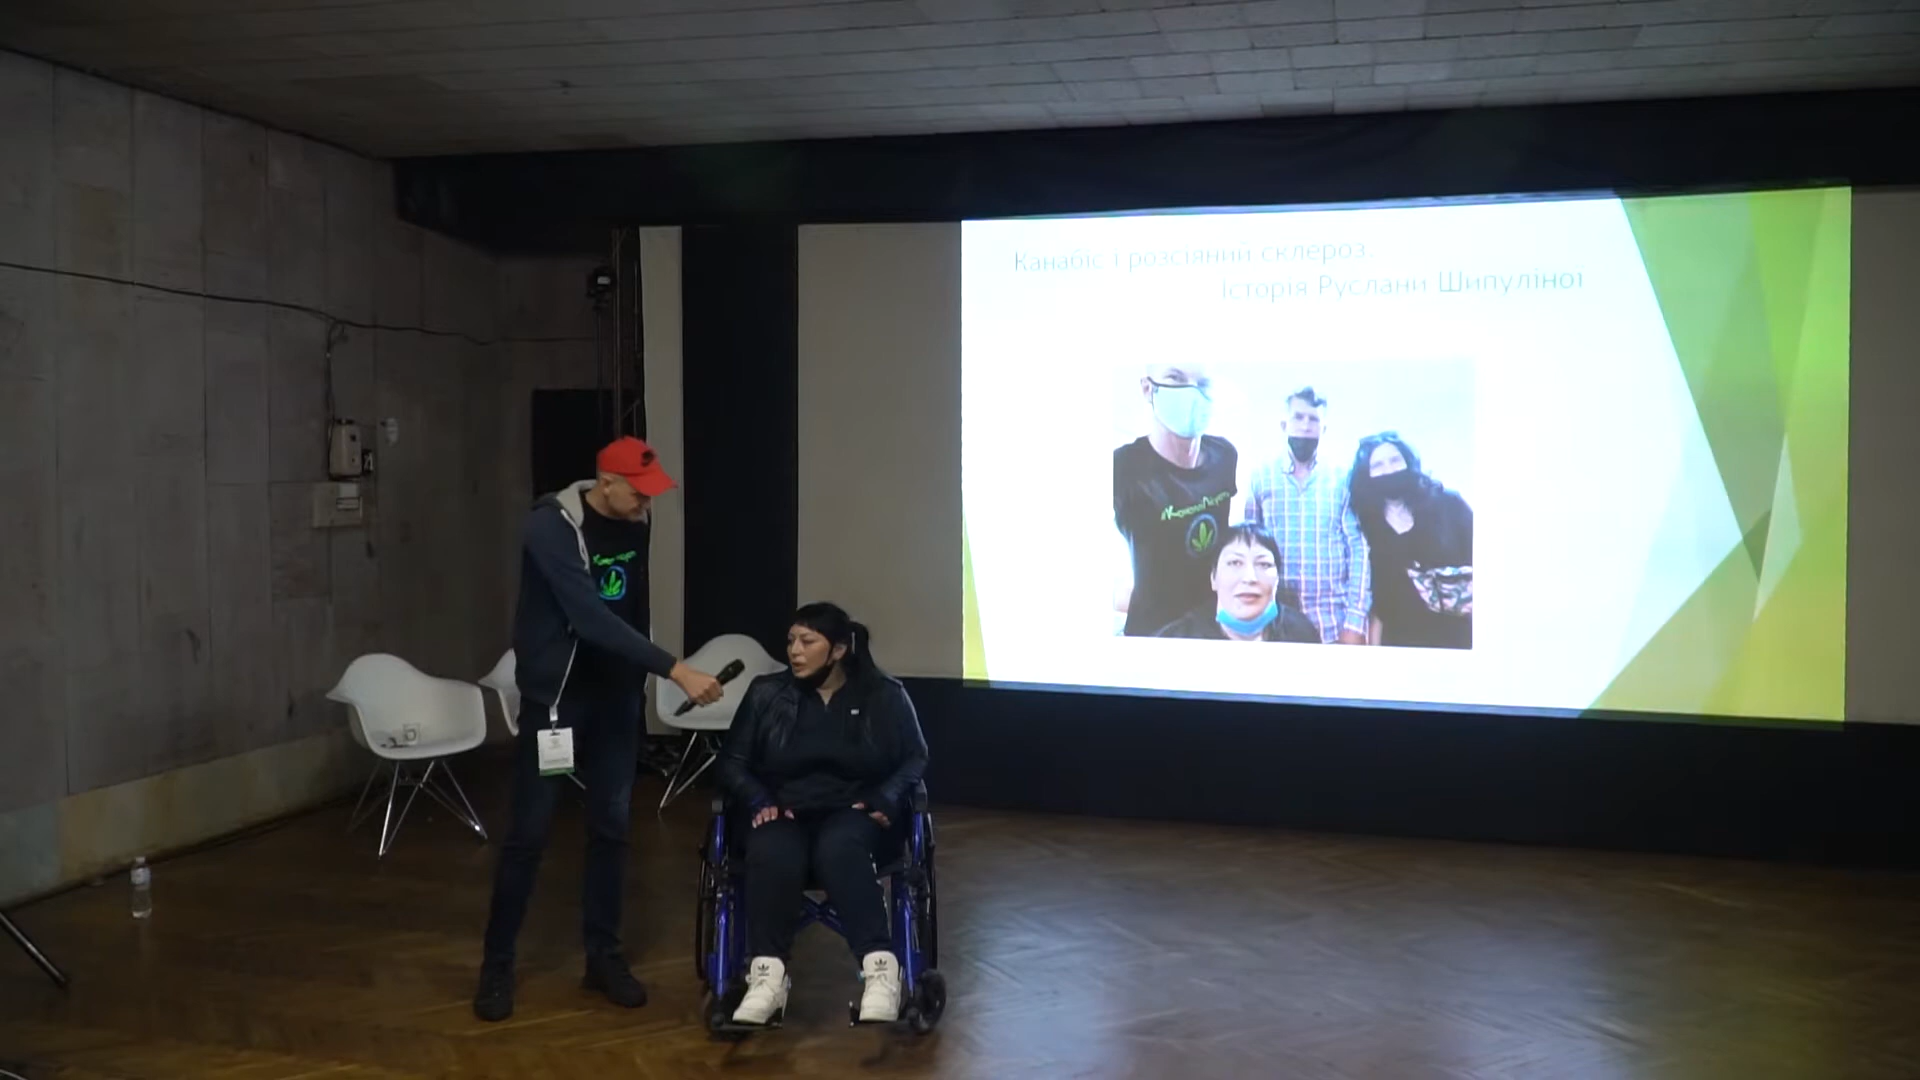 Канабіс і розсіяний склероз.
Історія Руслани Шипуліної